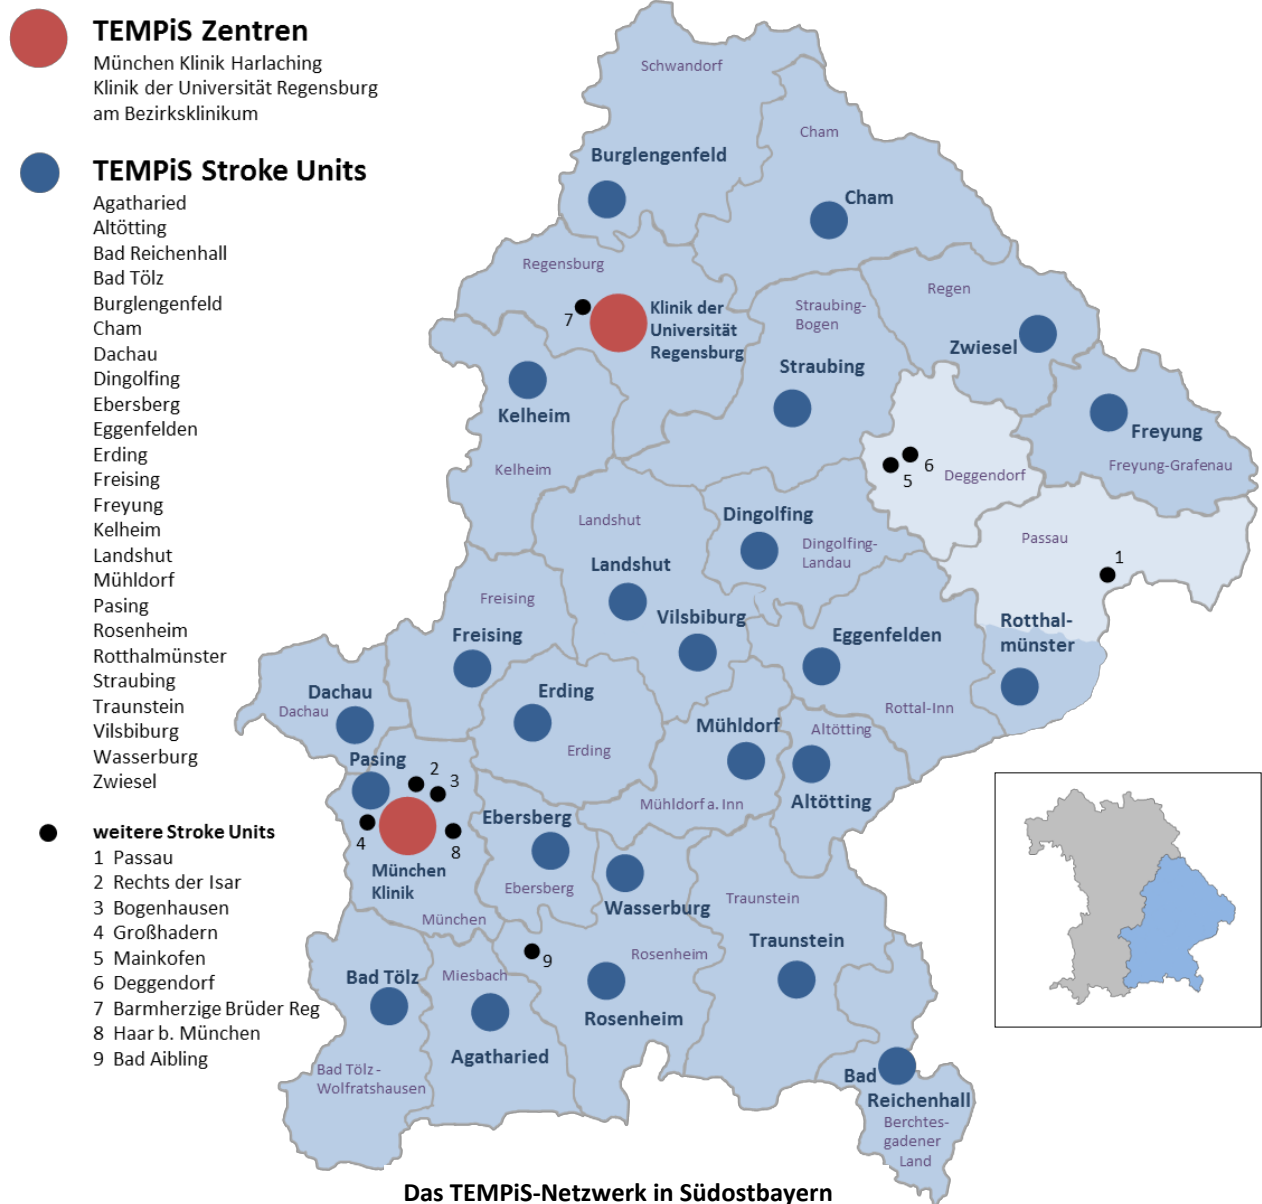 TEMPiS Zentren
München Klinik Harlaching
Klinik der Universität Regensburg
am Bezirksklinikum
TEMPiS Stroke Units
Agatharied
Altötting
Bad Reichenhall
Bad Tölz
Burglengenfeld
Cham
Dachau
Dingolfing
Ebersberg
Eggenfelden
Erding
Freising
Freyung
Kelheim
Landshut
Mühldorf
Pasing
Rosenheim
Rotthalmünster
Straubing
Traunstein
Vilsbiburg
Wasserburg
Zwiesel
weitere Stroke Units
1 Passau
2 Rechts der Isar
3 Bogenhausen
4 Großhadern
5 Mainkofen
6 Deggendorf
7 Barmherzige Brüder Reg
8 Haar b. München
9 Bad Aibling
Schwandorf
Cham
Burglengenfeld
Cham
Regensburg
Regen
Straubing-
Bogen
7
Klinik der
Universität
Regensburg
Zwiesel
Straubing
Kelheim
Freyung
Kelheim
6
5
Deggendorf
Freyung-Grafenau
Landshut
Dingolfing
Dingolfing-
Landau
Passau
1
Landshut
Freising
Vilsbiburg
Freising
Eggenfelden
Rotthal-
münster
Dachau
Dachau
Erding
Erding
Rottal-Inn
Mühldorf
Altötting
Pasing
2
3
4
8
Mühldorf a. Inn
Altötting
Ebersberg
München
Klinik
Ebersberg
München
Wasserburg
Traunstein
Traunstein
9
Rosenheim
Bad Tölz
Miesbach
Rosenheim
Agatharied
Bad Tölz -
Wolfratshausen
Bad
Reichenhall
Berchtes-
gadener
Land
Das TEMPiS-Netzwerk in Südostbayern